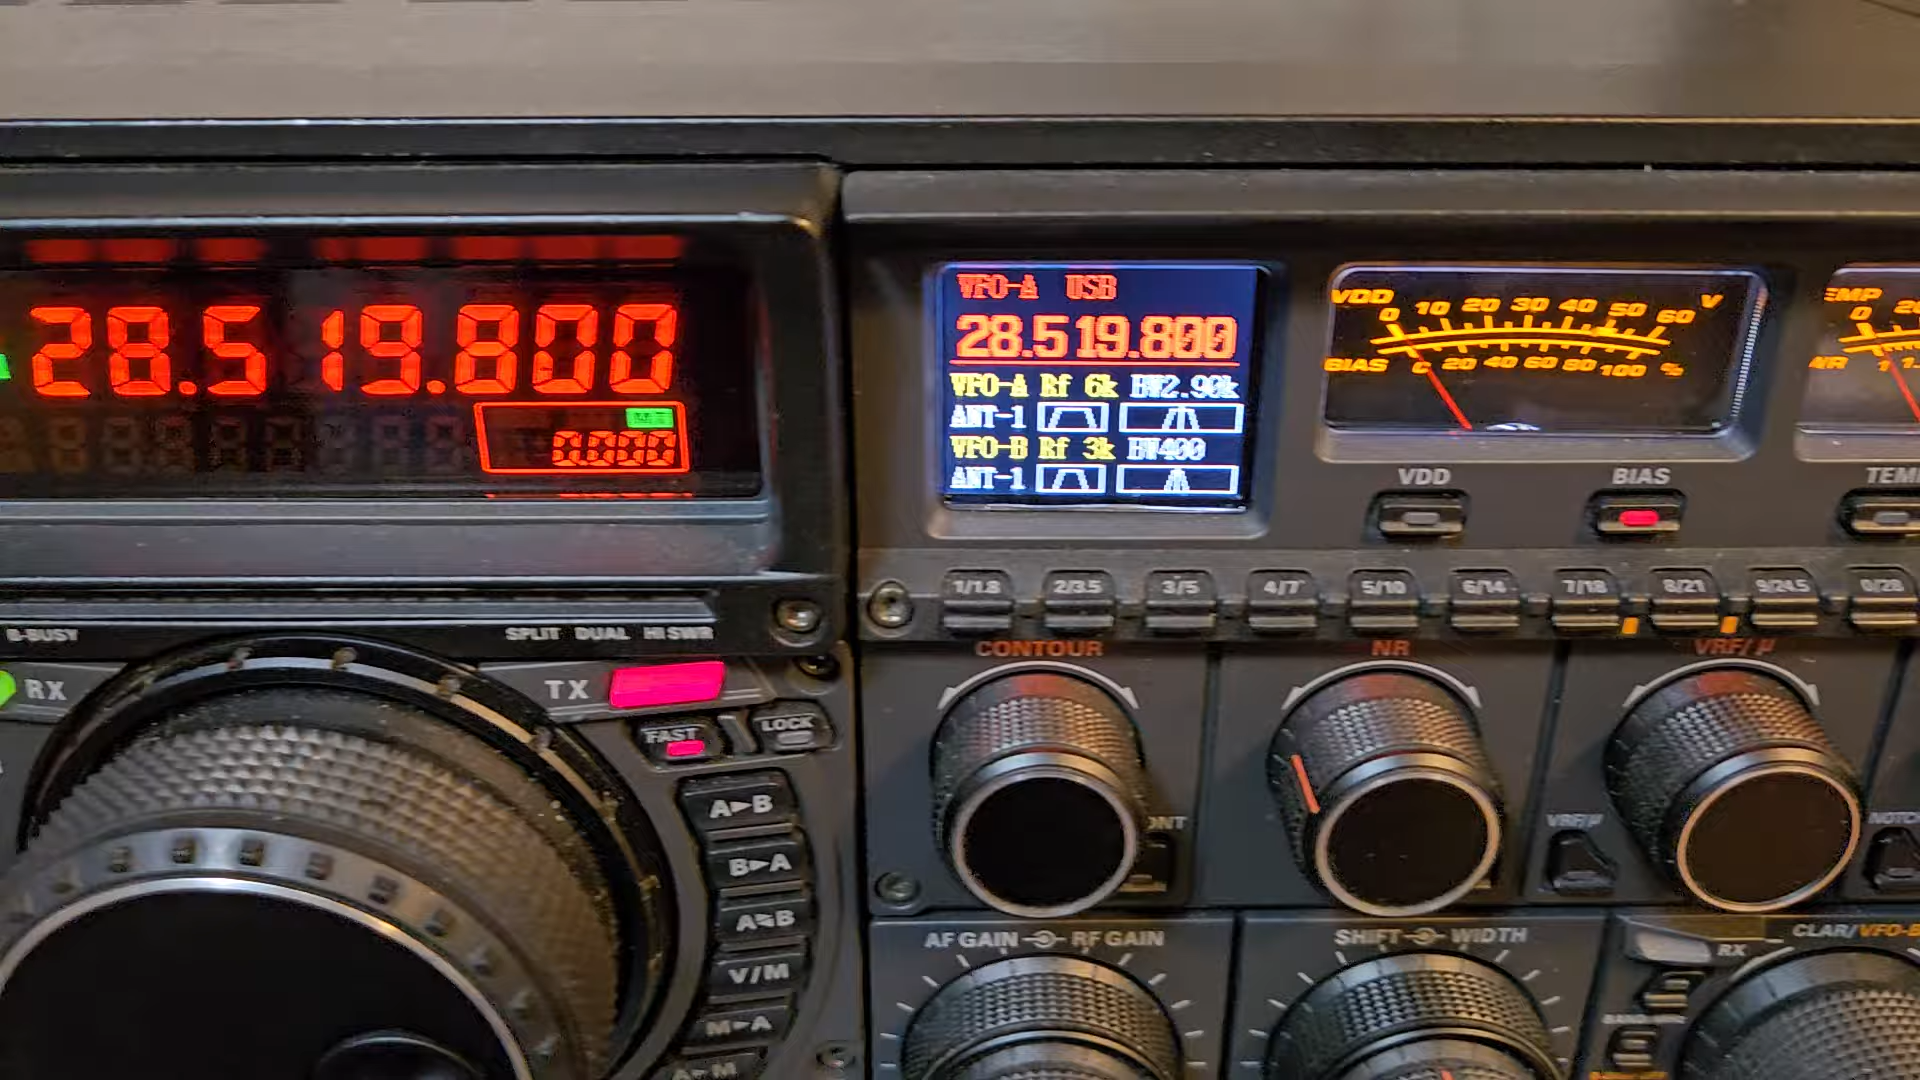 28.519.800
MT
0.000
VFO-A USB
28.519.800
VFO-A Rf 6k BW2.90k
ANT-1
VFO-B Rf 3k BW400
ANT-1
VDD 0 10 20 30 40 50 60 V
BIAS 20 40 60 80 100 %
VDD
BIAS
1/1.8
2/3.5
3/5
4/7
5/10
6/14
7/18
8/21
9/24.5
0/28
B-BUSY
SPLIT DUAL HI SWR
RX
TX
FAST
LOCK
A▸B
B▸A
V/M
M▸A
CONTOUR
NR
VRF/µ
VRF/µ
AF GAIN RF GAIN
SHIFT WIDTH
RX
CLAR/VFO-B